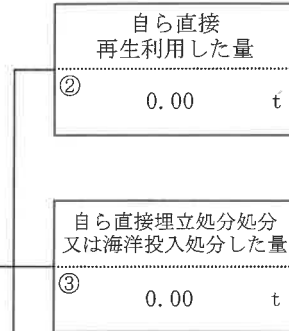 自ら直接
再生利用した量
②
0.00 t
自ら直接埋立処分処分
又は海洋投入処分した量
③
0.00 t